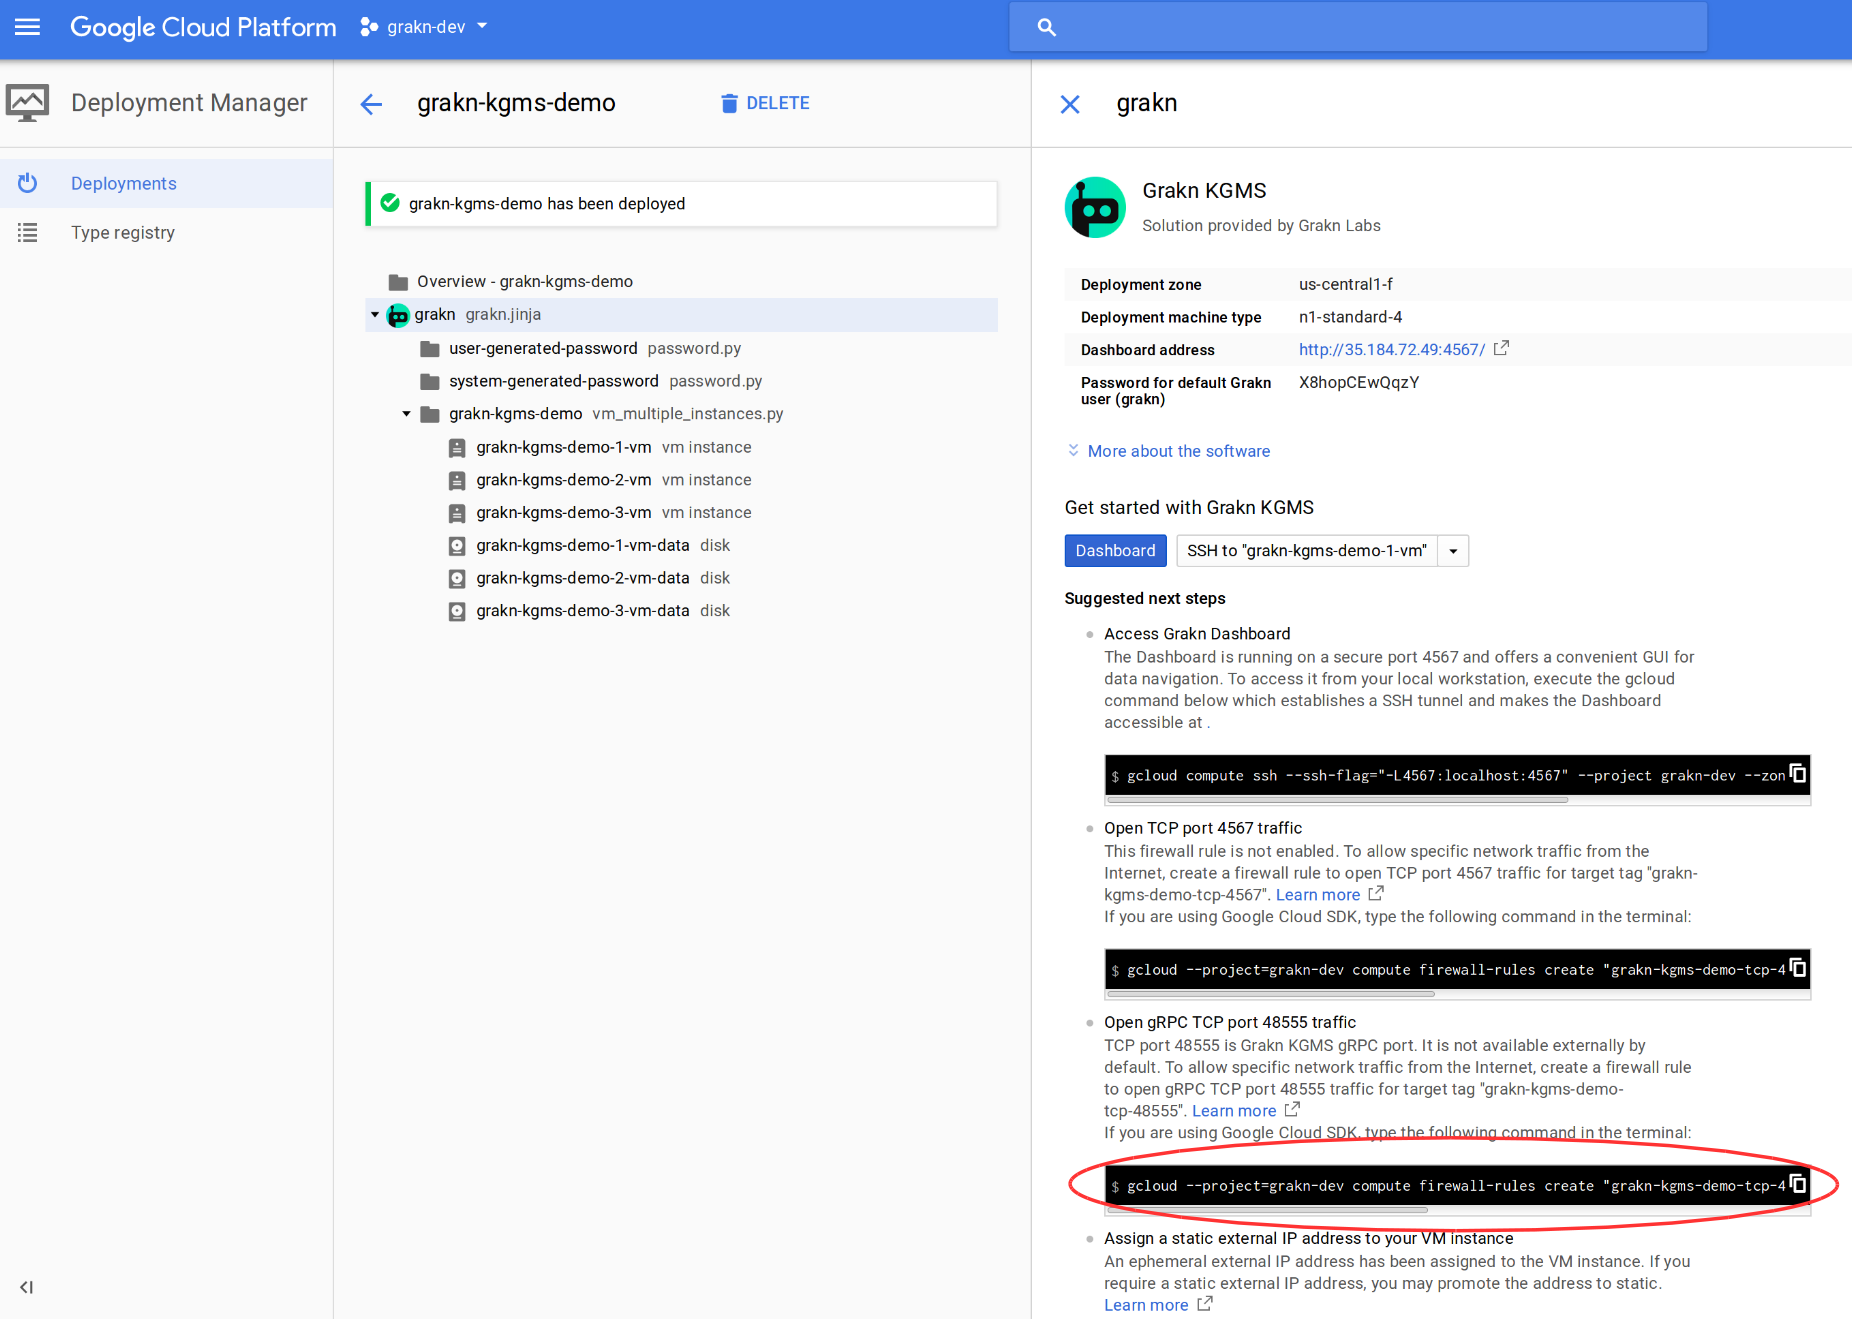 Google Cloud Platform
grakn-dev
Deployment Manager
Deployments
Type registry
grakn-kgms-demo
DELETE
grakn-kgms-demo has been deployed
Overview - grakn-kgms-demo
grakn grakn.jinja
user-generated-password password.py
system-generated-password password.py
grakn-kgms-demo vm_multiple_instances.py
grakn-kgms-demo-1-vm vm instance
grakn-kgms-demo-2-vm vm instance
grakn-kgms-demo-3-vm vm instance
grakn-kgms-demo-1-vm-data disk
grakn-kgms-demo-2-vm-data disk
grakn-kgms-demo-3-vm-data disk
grakn
Grakn KGMS
Solution provided by Grakn Labs
Deployment zone us-central1-f
Deployment machine type n1-standard-4
Dashboard address http://35.184.72.49:4567/
Password for default Grakn X8hopCEwQqzY
user (grakn)
More about the software
Get started with Grakn KGMS
Dashboard SSH to "grakn-kgms-demo-1-vm"
Suggested next steps
Access Grakn Dashboard
The Dashboard is running on a secure port 4567 and offers a convenient GUI for
data navigation. To access it from your local workstation, execute the gcloud
command below which establishes a SSH tunnel and makes the Dashboard
accessible at .
$ gcloud compute ssh --ssh-flag="-L4567:localhost:4567" --project grakn-dev --zon
Open TCP port 4567 traffic
This firewall rule is not enabled. To allow specific network traffic from the
Internet, create a firewall rule to open TCP port 4567 traffic for target tag "grakn-
kgms-demo-tcp-4567". Learn more
If you are using Google Cloud SDK, type the following command in the terminal:
$ gcloud --project=grakn-dev compute firewall-rules create "grakn-kgms-demo-tcp-4
Open gRPC TCP port 48555 traffic
TCP port 48555 is Grakn KGMS gRPC port. It is not available externally by
default. To allow specific network traffic from the Internet, create a firewall rule
to open gRPC TCP port 48555 traffic for target tag "grakn-kgms-demo-
tcp-48555". Learn more
If you are using Google Cloud SDK, type the following command in the terminal:
$ gcloud --project=grakn-dev compute firewall-rules create "grakn-kgms-demo-tcp-4
Assign a static external IP address to your VM instance
An ephemeral external IP address has been assigned to the VM instance. If you
require a static external IP address, you may promote the address to static.
Learn more